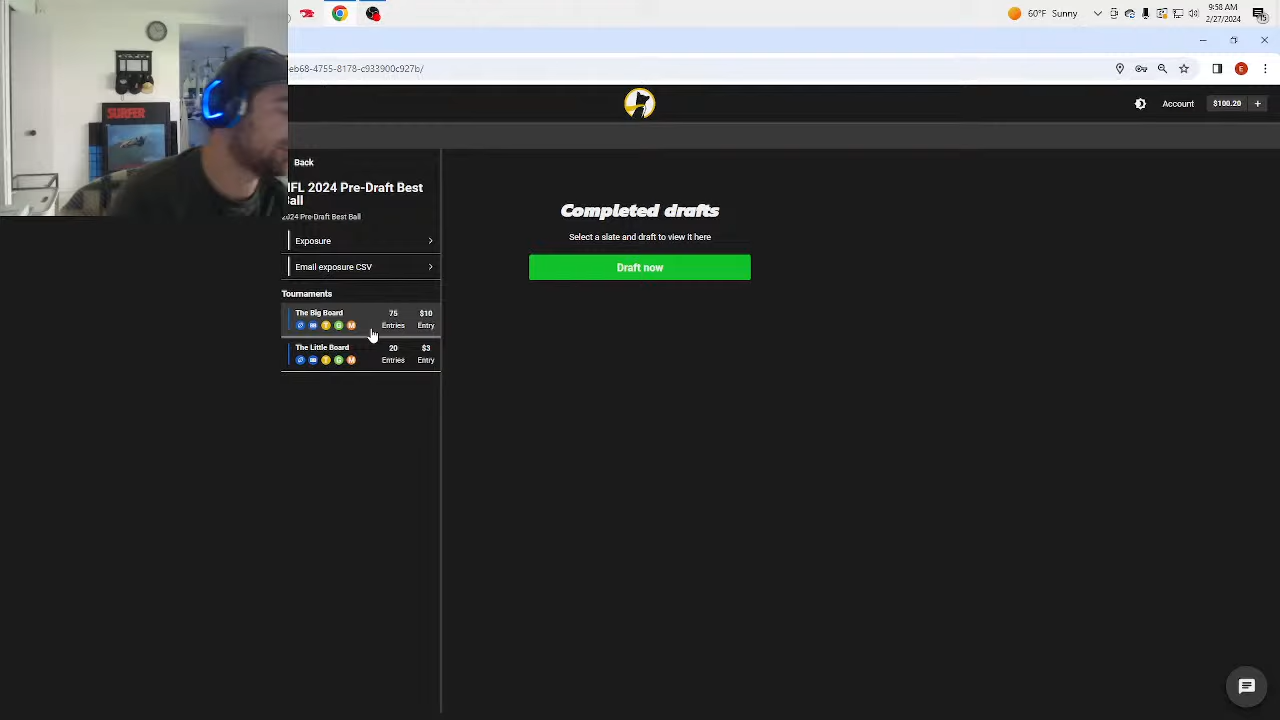 60°F Sunny
9:55:04 AM
2/27/2024
eb68-4755-8178-c933900c927b/
E
Account
$100.20
+
SURFER
Back
NFL 2024 Pre-Draft Best
Ball
2024 Pre-Draft Best Ball
Exposure
Email exposure CSV
Tournaments
The Big Board 75 $10
T G M Entries Entry
The Little Board 20 $3
T G M Entries Entry
Completed drafts
Select a slate and draft to view it here
Draft now